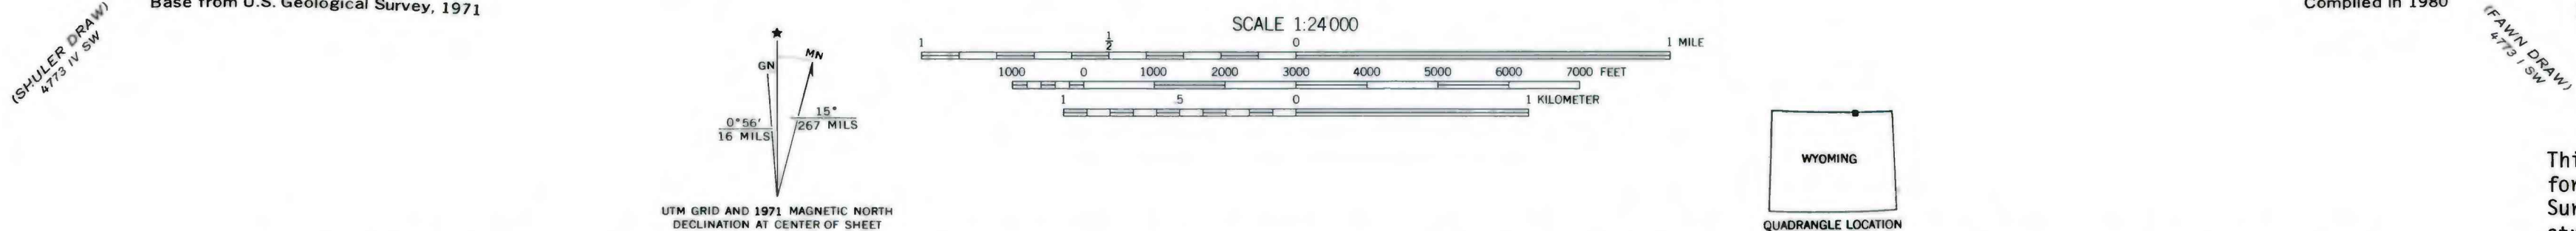 Base from U.S. Geological Survey, 1971
Compiled in 1980
(SHULER DRAW)
4773 IV SW
(FAWN DRAW)
4773 I SW
★
GN
MN
0°56'
16 MILS
15°
267 MILS
UTM GRID AND 1971 MAGNETIC NORTH
DECLINATION AT CENTER OF SHEET
SCALE 1:24 000
1 1/2 0 1 MILE
1000 0 1000 2000 3000 4000 5000 6000 7000 FEET
1 .5 0 1 KILOMETER
WYOMING
QUADRANGLE LOCATION
Thi
for
Sur